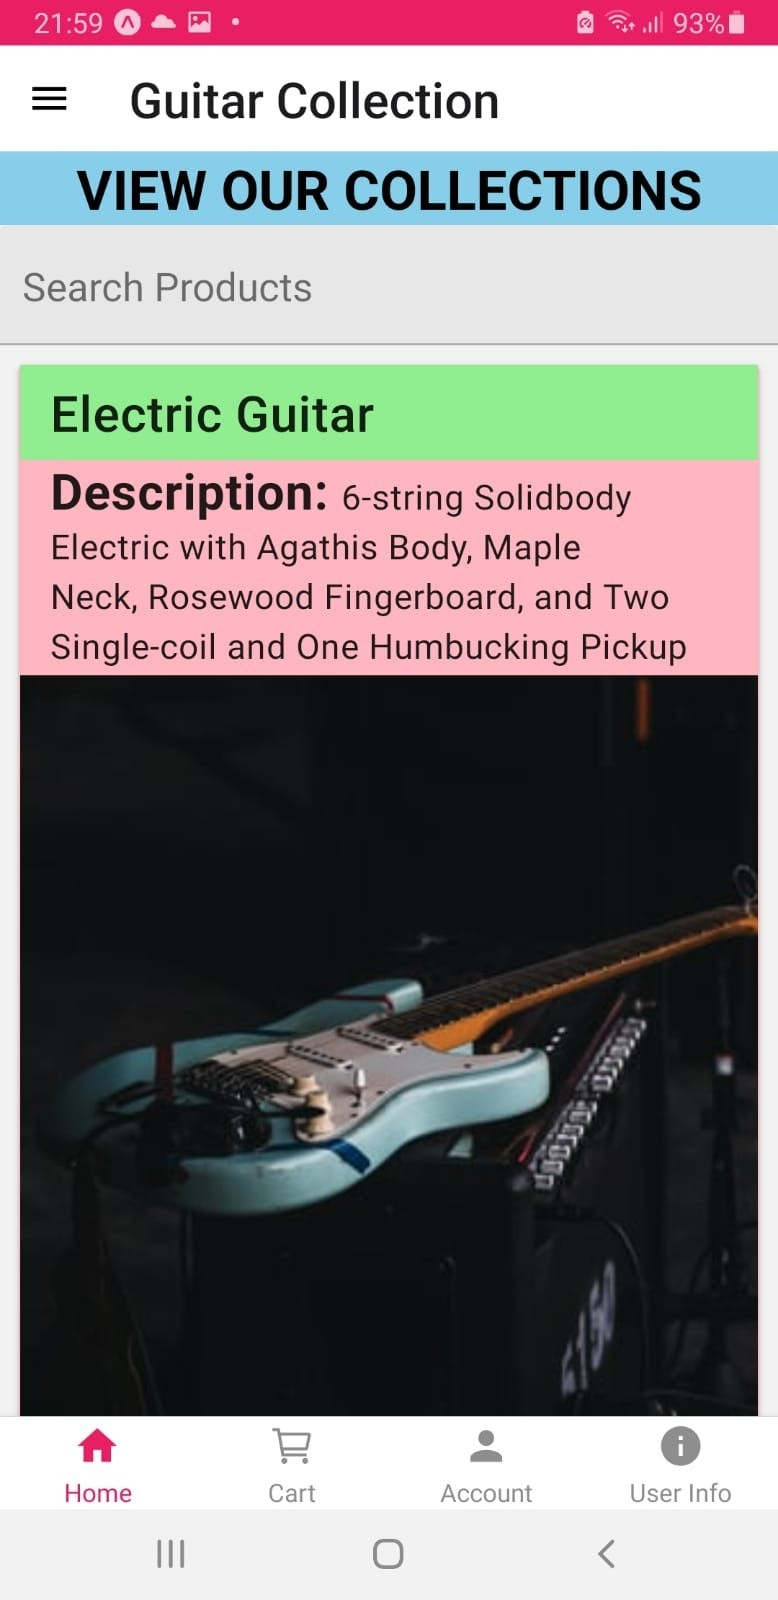 21:59
93%
Guitar Collection
VIEW OUR COLLECTIONS
Search Products
Electric Guitar
Description: 6-string Solidbody
Electric with Agathis Body, Maple
Neck, Rosewood Fingerboard, and Two
Single-coil and One Humbucking Pickup
Home
Cart
Account
User Info